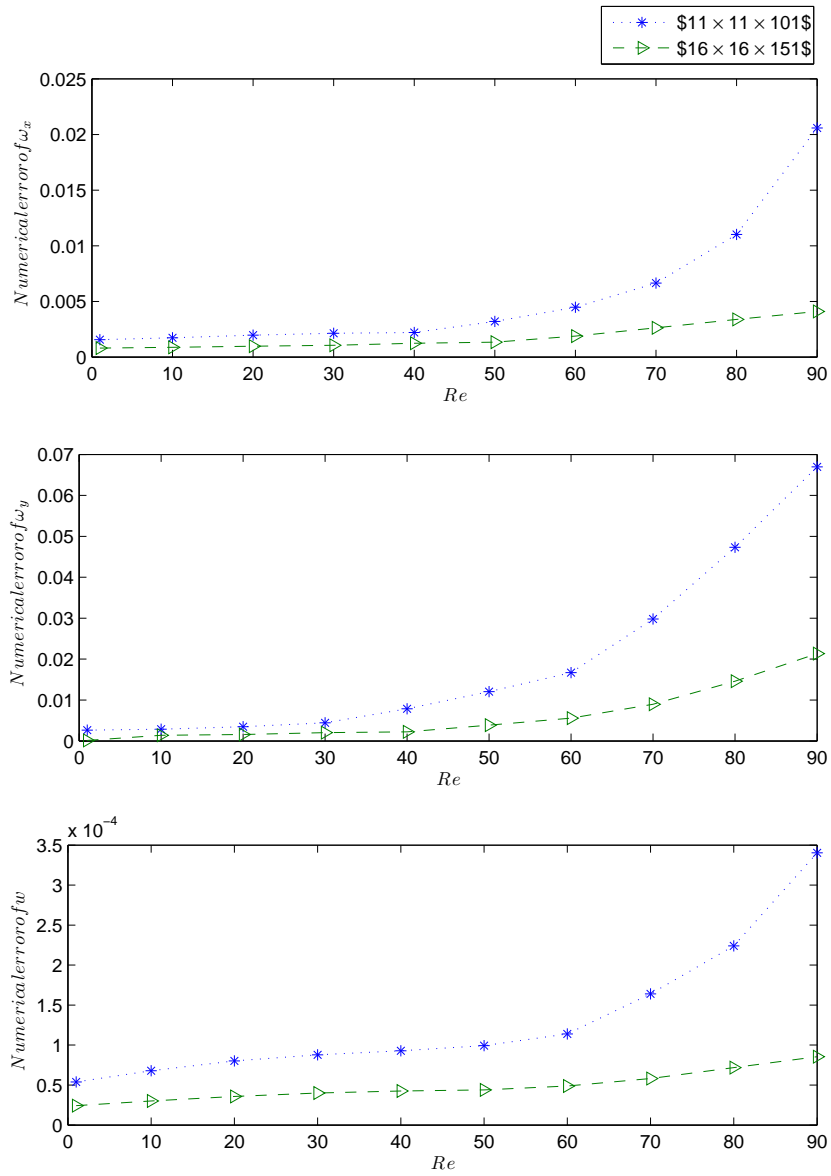 $11 × 11 × 101$
$16 × 16 × 151$
0.025
0.02
0.015
0.01
0.005
0
Numericalerrorofω_x
0 10 20 30 40 50 60 70 80 90
Re
0.07
0.06
0.05
0.04
0.03
0.02
0.01
0
Numericalerrorofω_y
0 10 20 30 40 50 60 70 80 90
Re
x 10^−4
3.5
3
2.5
2
1.5
1
0.5
0
Numericalerrorofw
0 10 20 30 40 50 60 70 80 90
Re